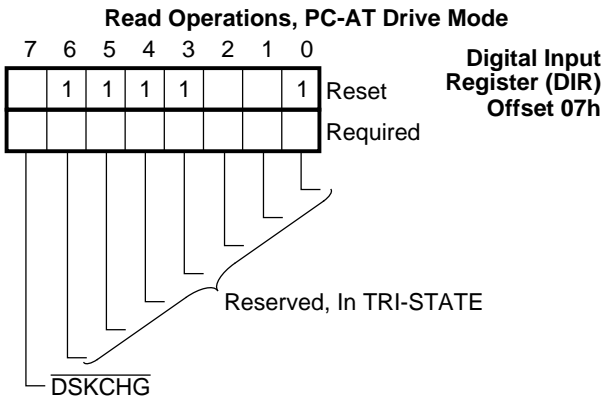 Read Operations, PC-AT Drive Mode
7 6 5 4 3 2 1 0
Digital Input
Register (DIR)
Offset 07h
1 1 1 1 1 Reset
Required
Reserved, In TRI-STATE
DSKCHG